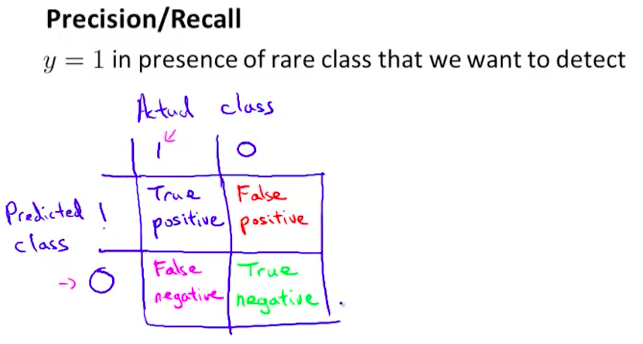 Precision/Recall
y = 1 in presence of rare class that we want to detect
Actual class
1 0
Predicted 1
class
True
positive
False
positive
0
False
negative
True
negative